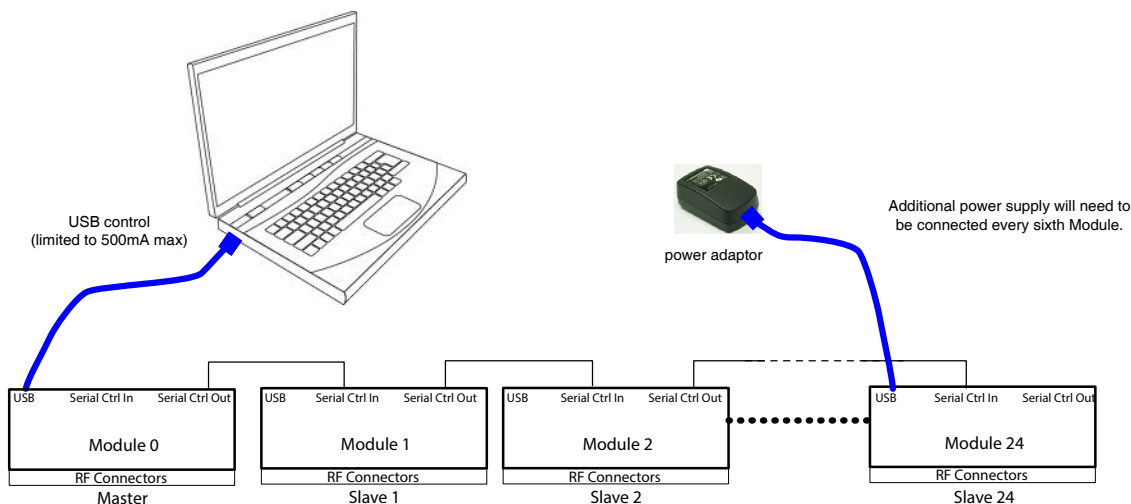 USB control
(limited to 500mA max)
power adaptor
Additional power supply will need to
be connected every sixth Module.
USB Serial Ctrl In Serial Ctrl Out
Module 0
RF Connectors
Master
USB Serial Ctrl In Serial Ctrl Out
Module 1
RF Connectors
Slave 1
USB Serial Ctrl In Serial Ctrl Out
Module 2
RF Connectors
Slave 2
USB Serial Ctrl In Serial Ctrl Out
Module 24
RF Connectors
Slave 24